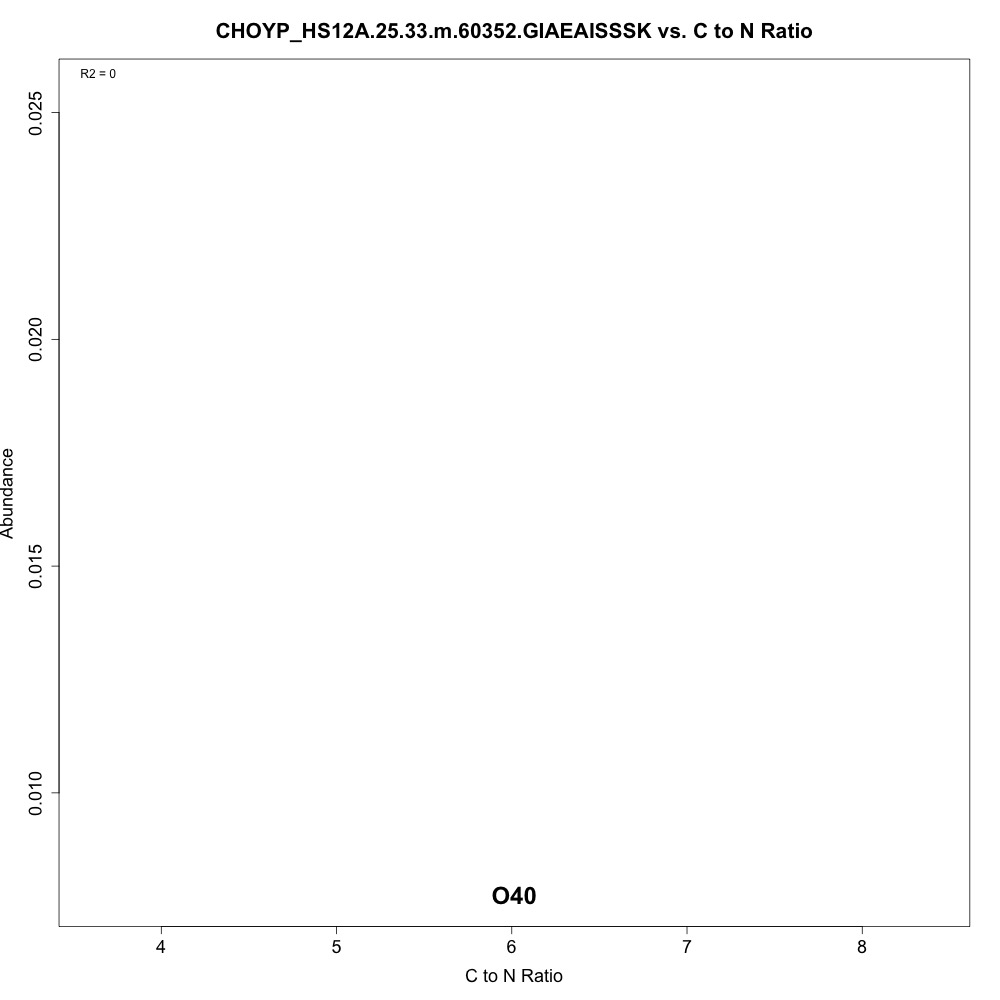 CHOYP_HS12A.25.33.m.60352.GIAEAISSSK vs. C to N Ratio
R2 = 0
0.025
0.020
0.015
0.010
Abundance
O40
4 5 6 7 8
C to N Ratio